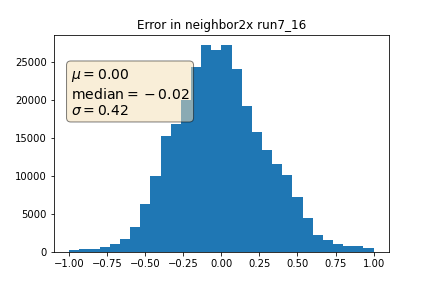 Error in neighbor2x run7_16
μ = 0.00
median = −0.02
σ = 0.42
25000
20000
15000
10000
5000
0
−1.00 −0.75 −0.50 −0.25 0.00 0.25 0.50 0.75 1.00